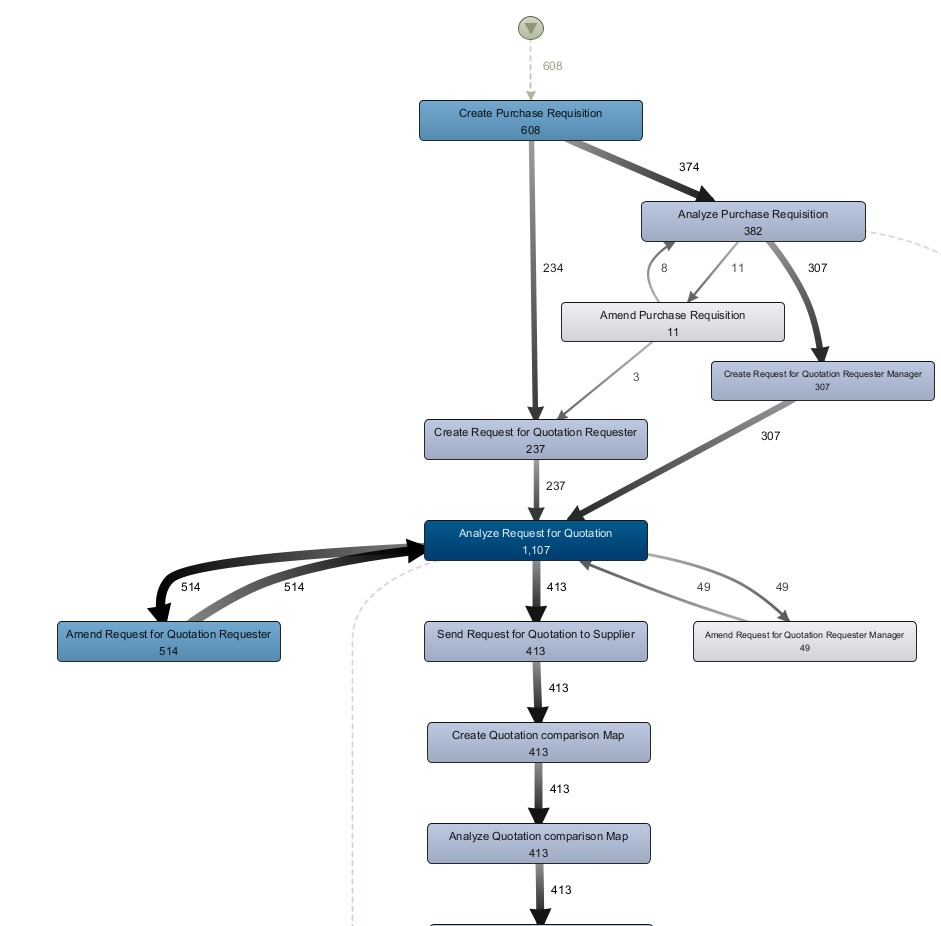 608
Create Purchase Requisition
608
374
Analyze Purchase Requisition
382
234
8
11
307
Amend Purchase Requisition
11
3
Create Request for Quotation Requester Manager
307
Create Request for Quotation Requester
237
307
237
Analyze Request for Quotation
1,107
514
514
413
49
49
Amend Request for Quotation Requester
514
Send Request for Quotation to Supplier
413
Amend Request for Quotation Requester Manager
49
413
Create Quotation comparison Map
413
413
Analyze Quotation comparison Map
413
413